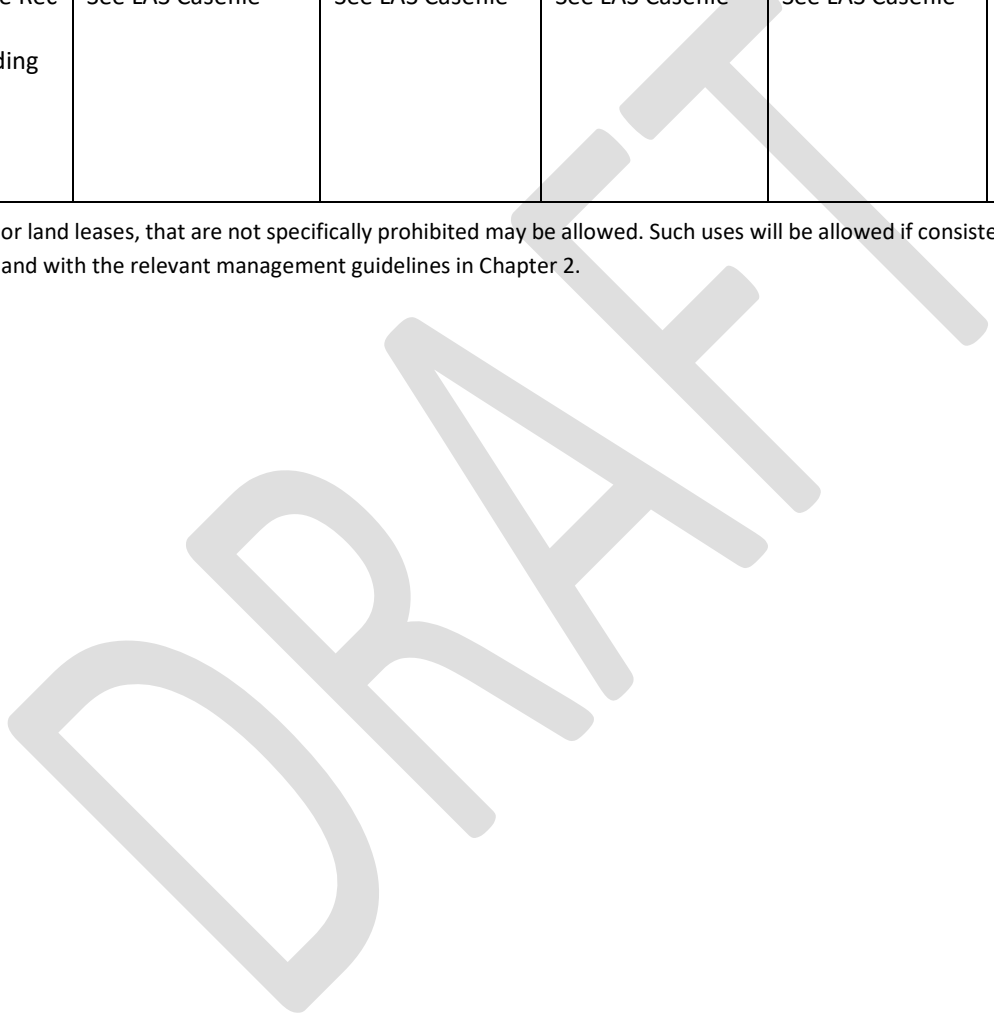 See LAS Casefile See LAS Casefile See LAS Casefile See LAS Casefile
or land leases, that are not specifically prohibited may be allowed. Such uses will be allowed if
and with the relevant management guidelines in Chapter 2.
DRAFT